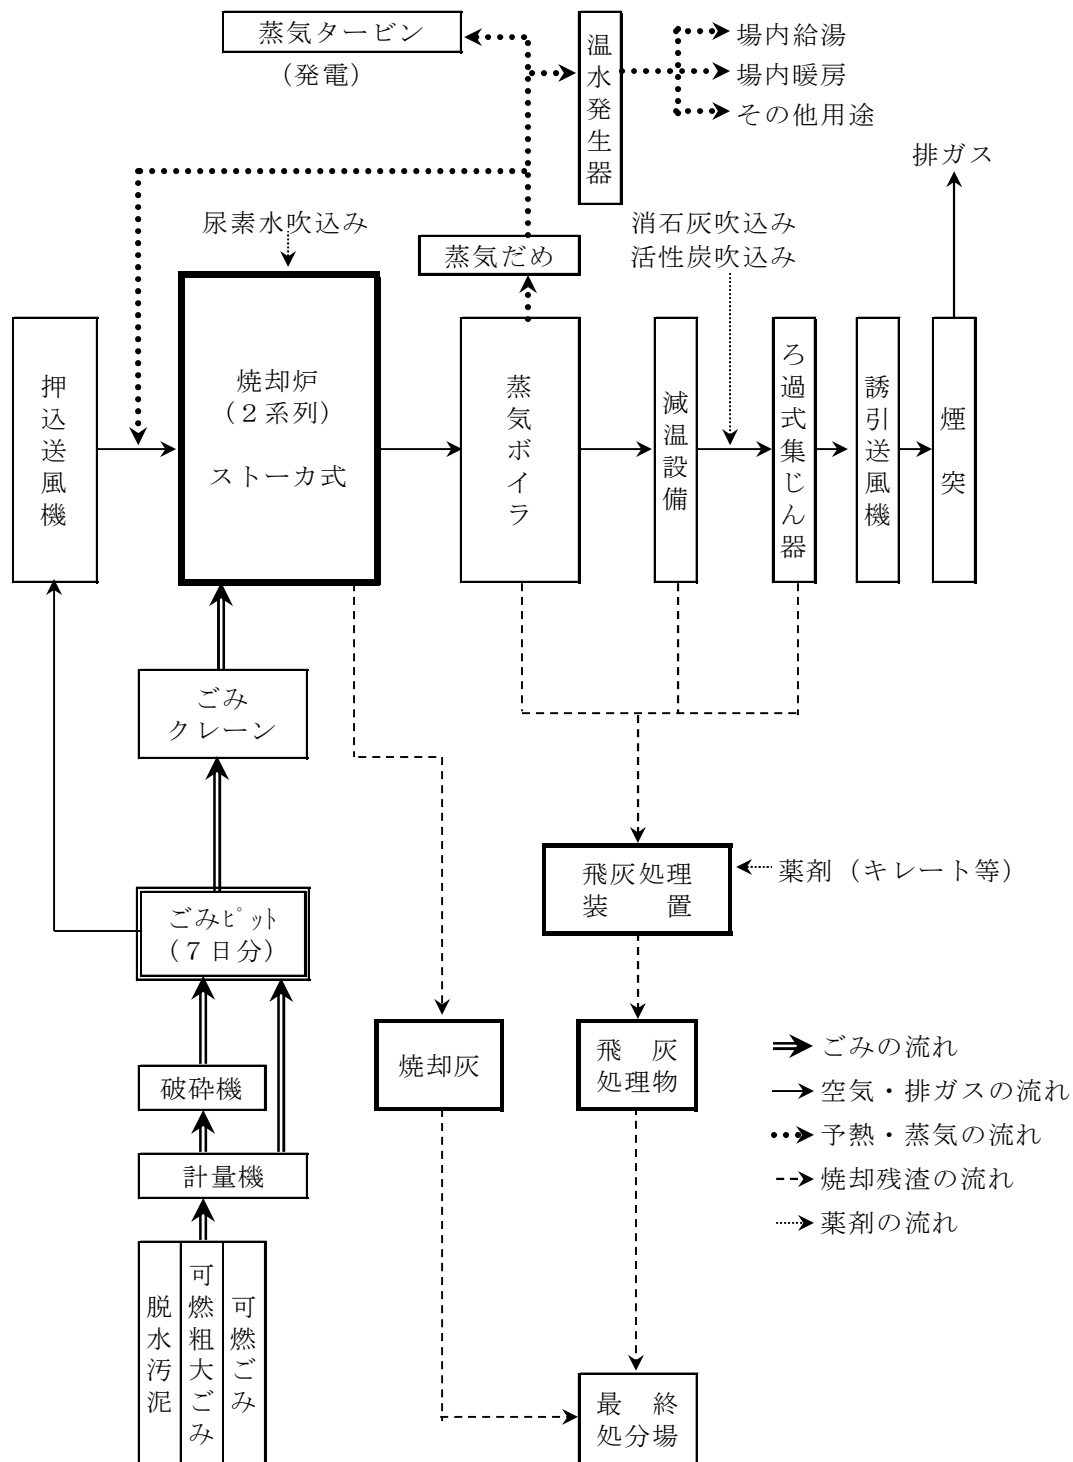 蒸気タービン
（発電）
温水発生器
場内給湯
場内暖房
その他用途
排ガス
尿素水吹込み
蒸気だめ
消石灰吹込み
活性炭吹込み
押込送風機
焼却炉
（２系列）
ストーカ式
蒸気ボイラ
減温設備
ろ過式集じん器
誘引送風機
煙突
ごみ
クレーン
ごみﾋﾟｯﾄ
（７日分）
飛灰処理
装　　置
薬剤（キレート等）
破砕機
計量機
焼却灰
飛　灰
処理物
ごみの流れ
空気・排ガスの流れ
予熱・蒸気の流れ
焼却残渣の流れ
薬剤の流れ
脱水汚泥
可燃粗大ごみ
可燃ごみ
最　終
処分場